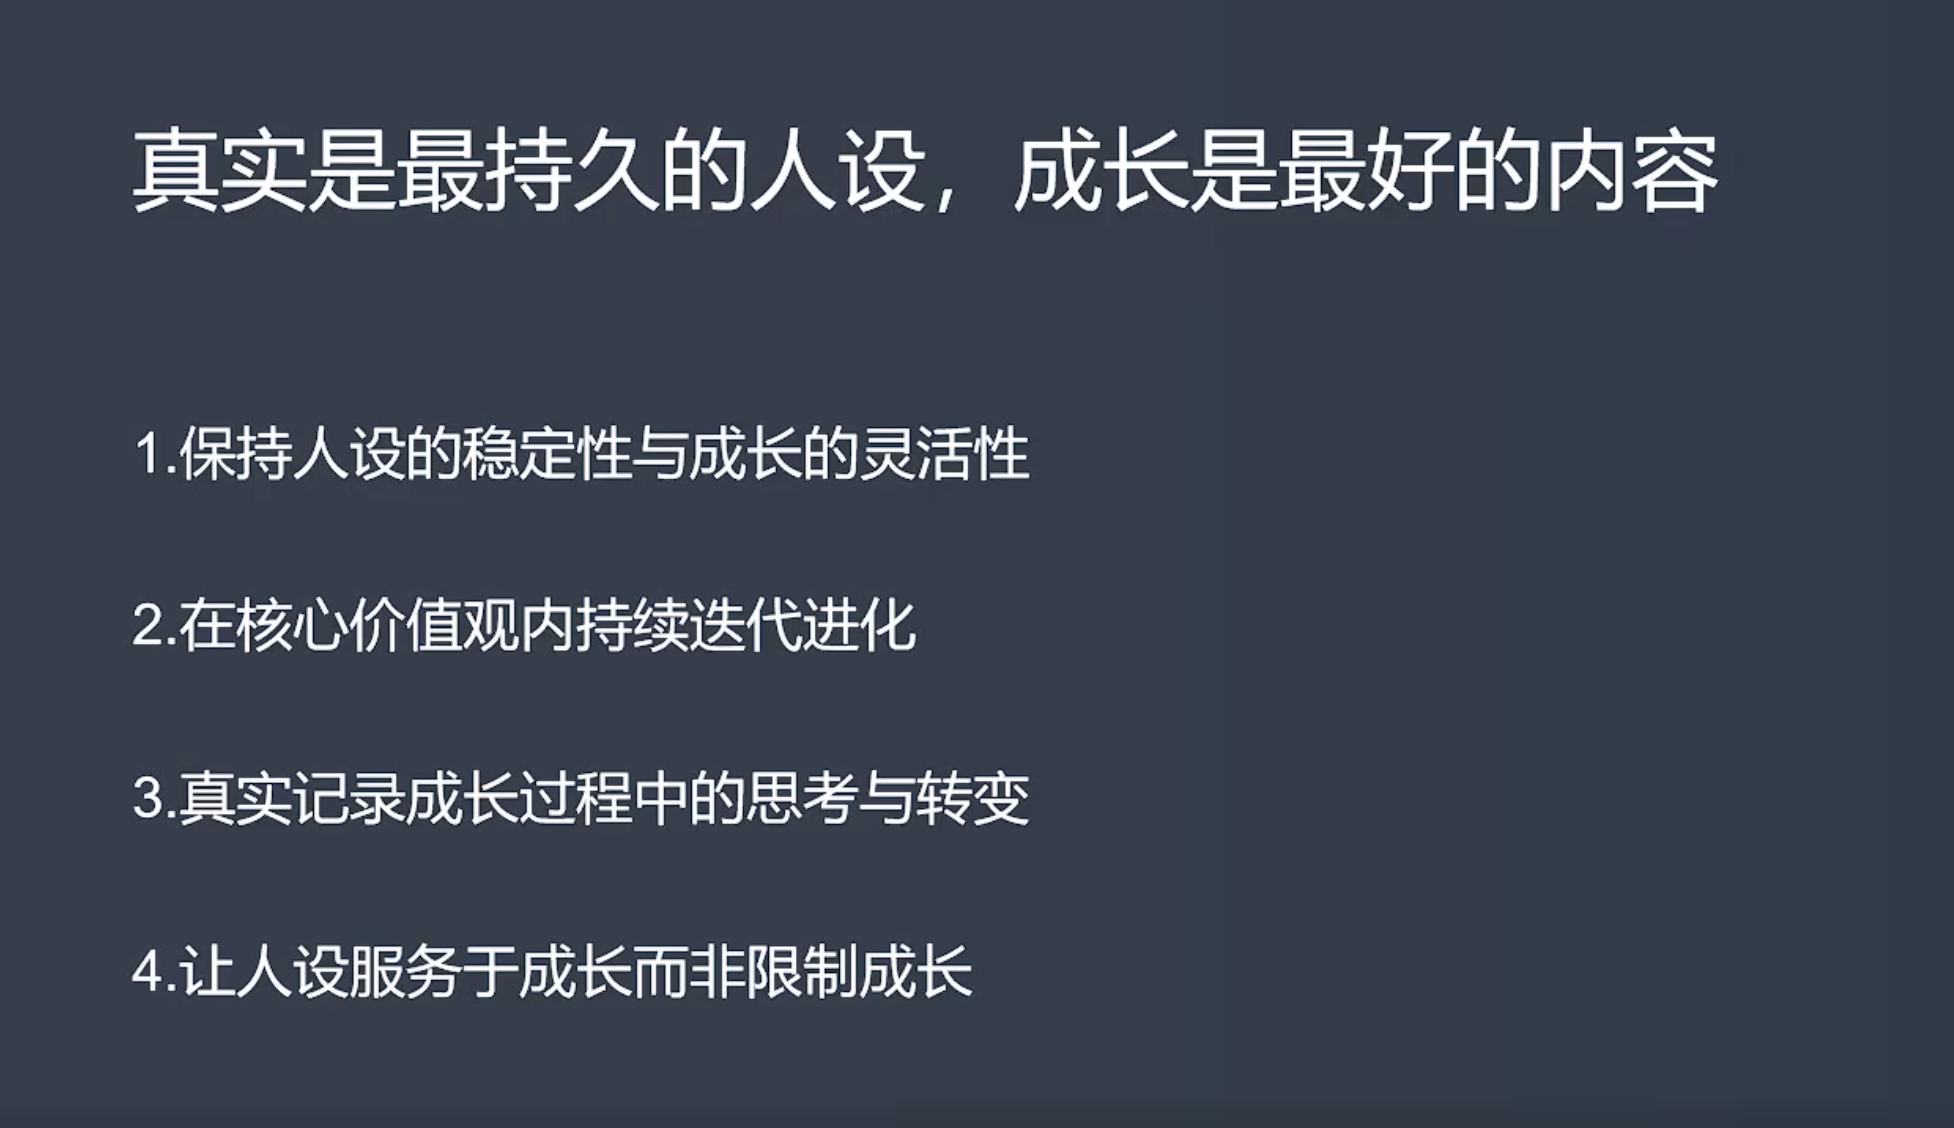 真实是最持久的人设，成长是最好的内容
1.保持人设的稳定性与成长的灵活性
2.在核心价值观内持续迭代进化
3.真实记录成长过程中的思考与转变
4.让人设服务于成长而非限制成长